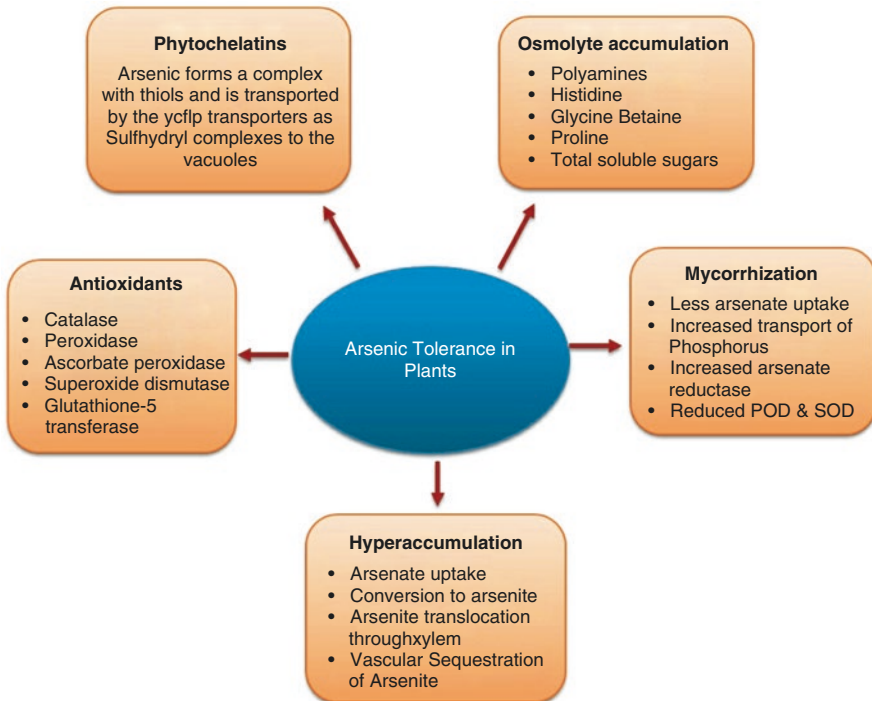 Phytochelatins
Arsenic forms a complex
with thiols and is transported
by the ycflp transporters as
Sulfhydryl complexes to the
vacuoles
Osmolyte accumulation
• Polyamines
• Histidine
• Glycine Betaine
• Proline
• Total soluble sugars
Antioxidants
• Catalase
• Peroxidase
• Ascorbate peroxidase
• Superoxide dismutase
• Glutathione-5
transferase
Arsenic Tolerance in
Plants
Mycorrhization
• Less arsenate uptake
• Increased transport of
Phosphorus
• Increased arsenate
reductase
• Reduced POD & SOD
Hyperaccumulation
• Arsenate uptake
• Conversion to arsenite
• Arsenite translocation
throughxylem
• Vascular Sequestration
of Arsenite